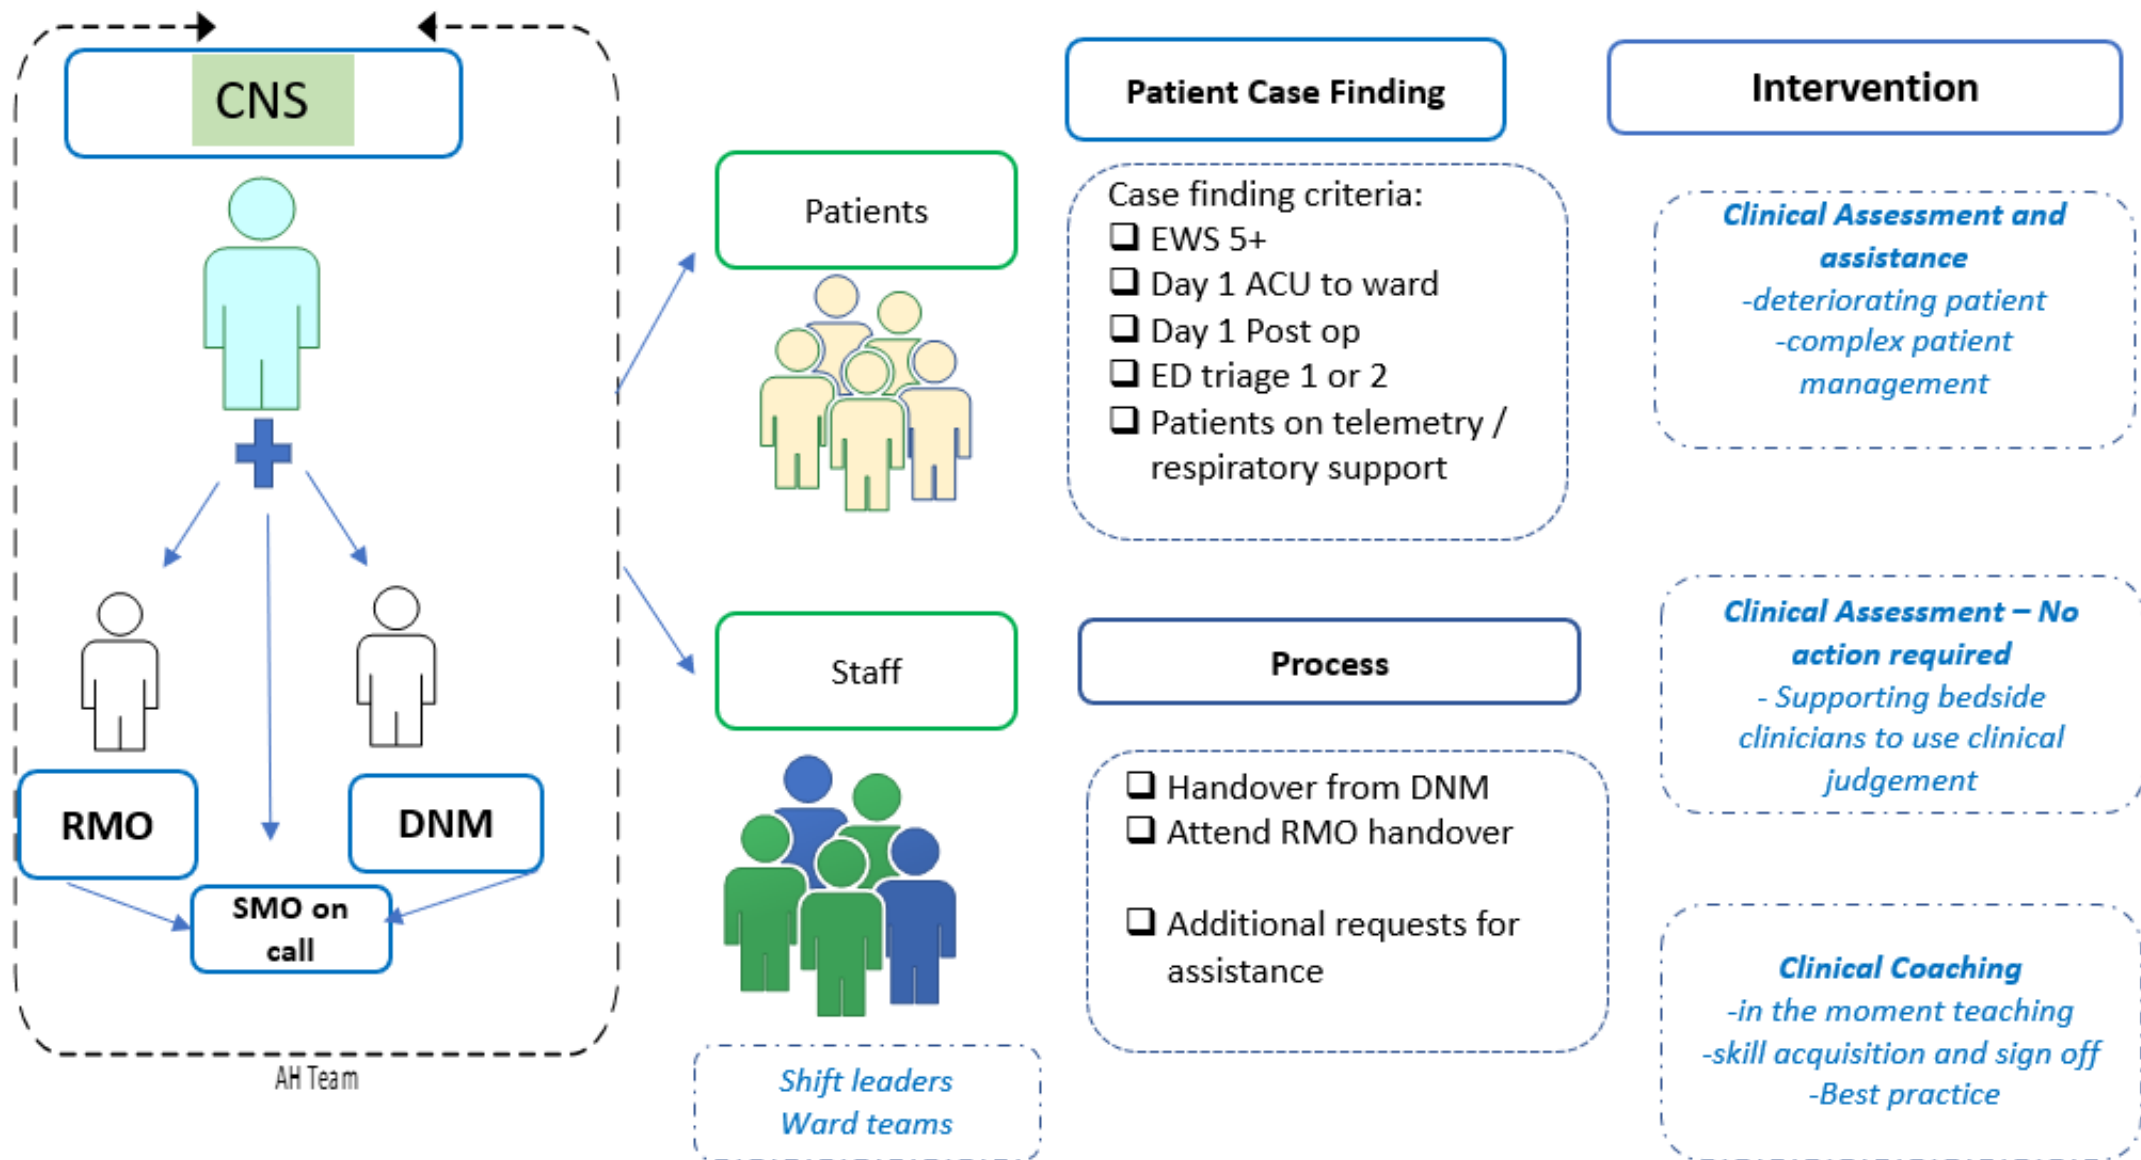 CNS
RMO
DNM
SMO on
call
AH Team
Patients
Staff
Shift leaders
Ward teams
Patient Case Finding
Case finding criteria:
❑ EWS 5+
❑ Day 1 ACU to ward
❑ Day 1 Post op
❑ ED triage 1 or 2
❑ Patients on telemetry /
respiratory support
Process
❑ Handover from DNM
❑ Attend RMO handover
❑ Additional requests for
assistance
Intervention
Clinical Assessment and
assistance
-deteriorating patient
-complex patient
management
Clinical Assessment – No
action required
- Supporting bedside
clinicians to use clinical
judgement
Clinical Coaching
-in the moment teaching
-skill acquisition and sign off
-Best practice